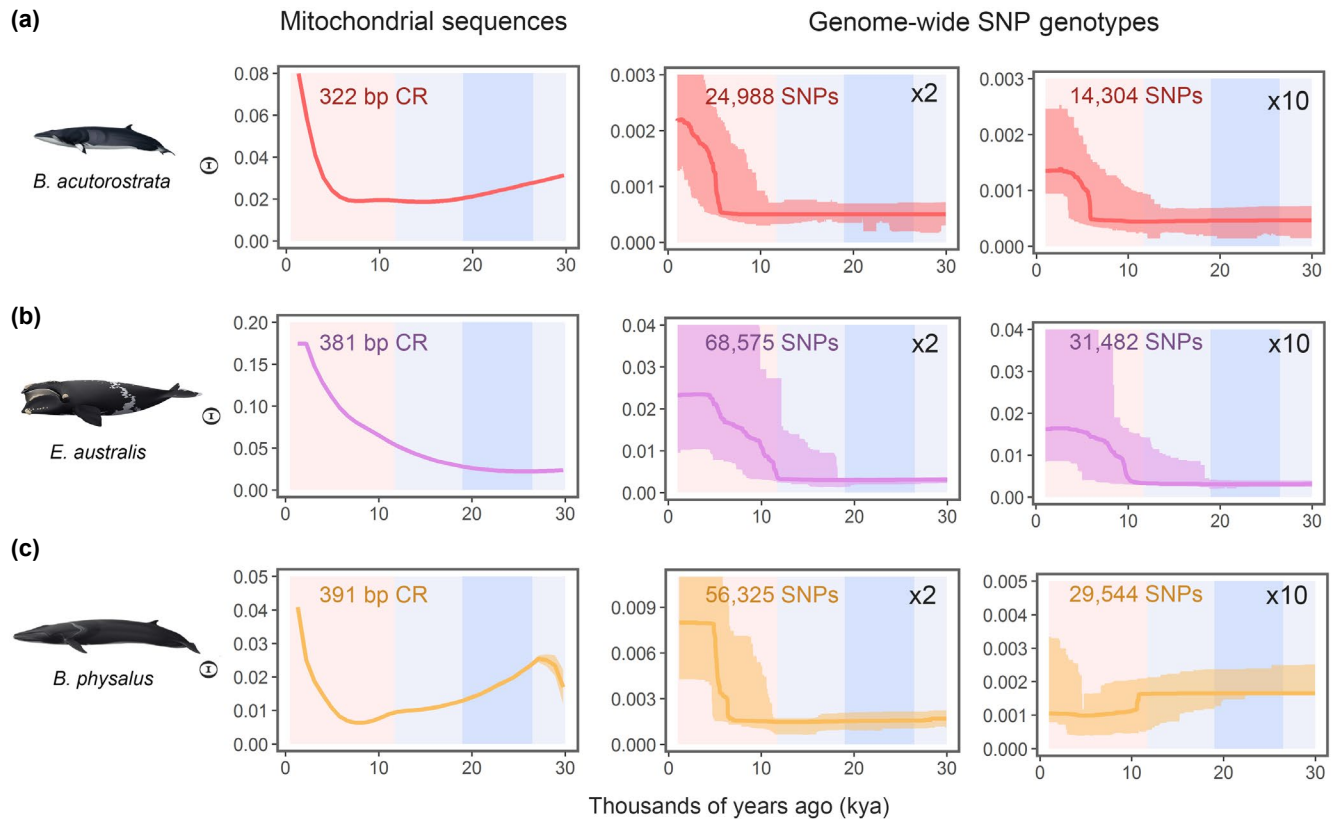 (a)
Mitochondrial sequences
Genome-wide SNP genotypes
B. acutorostrata
Θ
0.08
0.06
0.04
0.02
0.00
322 bp CR
0 10 20 30
0.003
0.002
0.001
0.000
24,988 SNPs
x2
0 10 20 30
0.003
0.002
0.001
0.000
14,304 SNPs
x10
0 10 20 30
(b)
E. australis
Θ
0.20
0.15
0.10
0.05
0.00
381 bp CR
0 10 20 30
0.04
0.03
0.02
0.01
0.00
68,575 SNPs
x2
0 10 20 30
0.04
0.03
0.02
0.01
0.00
31,482 SNPs
x10
0 10 20 30
(c)
B. physalus
Θ
0.05
0.04
0.03
0.02
0.01
0.00
391 bp CR
0 10 20 30
0.009
0.006
0.003
0.000
56,325 SNPs
x2
0 10 20 30
0.005
0.004
0.003
0.002
0.001
0.000
29,544 SNPs
x10
0 10 20 30
Thousands of years ago (kya)